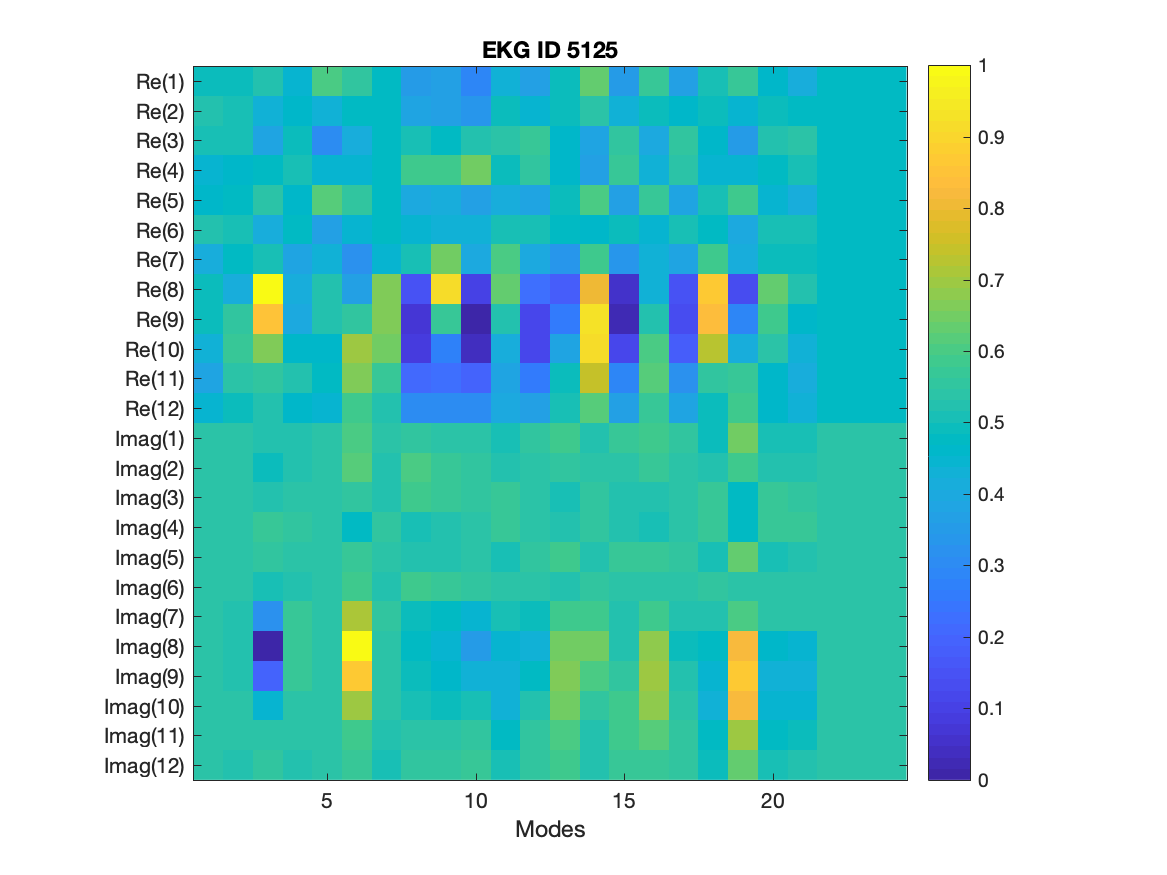 EKG ID 5125
Re(1)
Re(2)
Re(3)
Re(4)
Re(5)
Re(6)
Re(7)
Re(8)
Re(9)
Re(10)
Re(11)
Re(12)
Imag(1)
Imag(2)
Imag(3)
Imag(4)
Imag(5)
Imag(6)
Imag(7)
Imag(8)
Imag(9)
Imag(10)
Imag(11)
Imag(12)
5 10 15 20
Modes
1
0.9
0.8
0.7
0.6
0.5
0.4
0.3
0.2
0.1
0